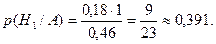 p(H₁ / A) = 0,18 · 1 / 0,46 = 9 / 23 ≈ 0,391.